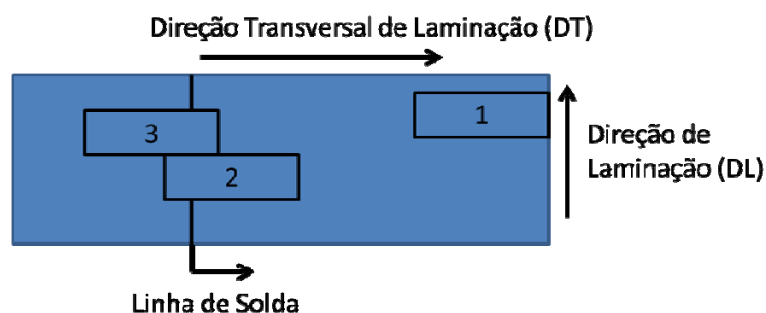 Direção Transversal de Laminação (DT)
1
3
2
Direção de
Laminação (DL)
Linha de Solda